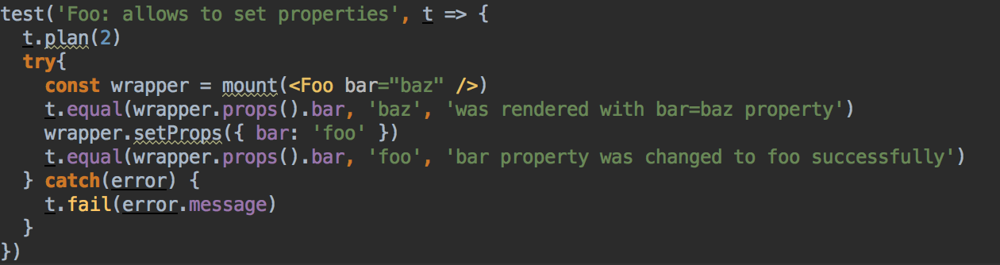 test('Foo: allows to set properties', t => {
  t.plan(2)
  try{
    const wrapper = mount(<Foo bar="baz" />)
    t.equal(wrapper.props().bar, 'baz', 'was rendered with bar=baz property')
    wrapper.setProps({ bar: 'foo' })
    t.equal(wrapper.props().bar, 'foo', 'bar property was changed to foo successfully')
  } catch(error) {
    t.fail(error.message)
  }
})